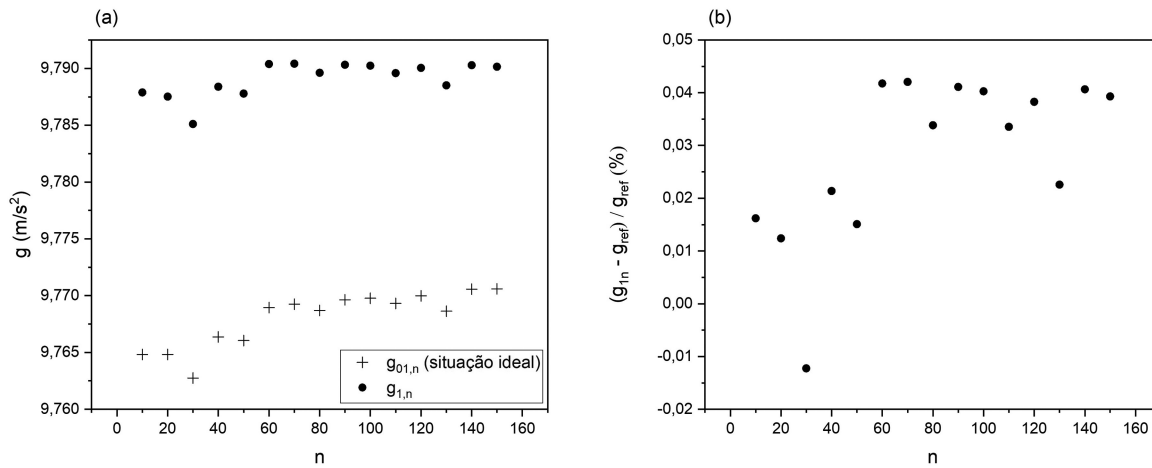 (a)
9,790
9,785
9,780
9,775
9,770
9,765
9,760
g (m/s²)
0 20 40 60 80 100 120 140 160
n
g₀₁,ₙ (situação ideal)
g₁,ₙ
(b)
0,05
0,04
0,03
0,02
0,01
0,00
-0,01
-0,02
(g₁ₙ - g_ref) / g_ref (%)
0 20 40 60 80 100 120 140 160
n